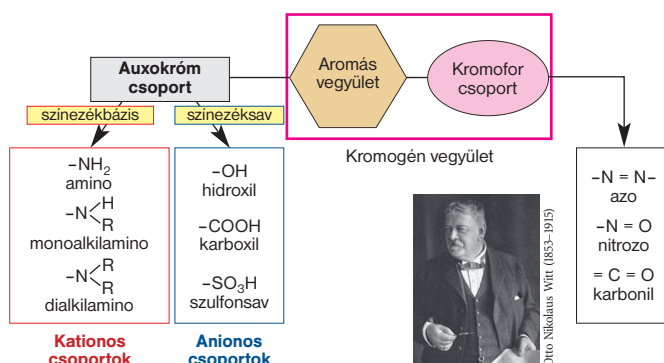 Auxokróm
csoport
Aromás
vegyület
Kromofor
csoport
színezékbázis
színezéksav
Kromogén vegyület
–NH₂
amino
–N
H
R
monoalkilamino
–N
R
R
dialkilamino
–OH
hidroxil
–COOH
karboxil
–SO₃H
szulfonsav
–N = N–
azo
–N = O
nitrozo
= C = O
karbonil
Otto Nikolaus Witt (1853–1915)
Kationos
csoportok
Anionos
csoportok